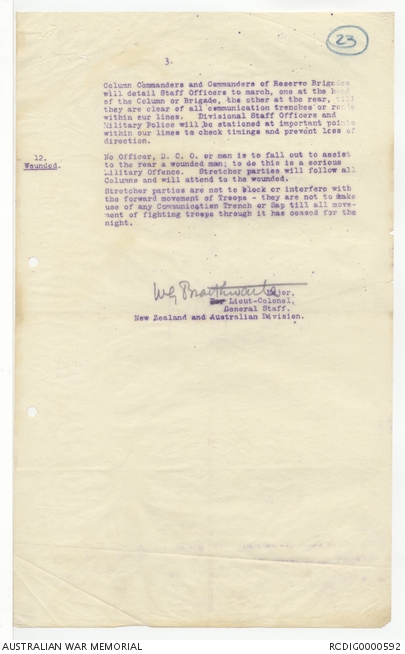 23
3.
Column Commanders and Commanders of Reserve Brigades
will detail Staff Officers to march, one at the head
of the Column or Brigade, the other at the rear, till
they are clear of all communication trenches or route
within our lines. Divisional Staff Officers and
Military Police will be stationed at important points
within our lines to check timings and prevent loss of
direction.
12.
Wounded.
No Officer, N. C. O. or man is to fall out to assist
to the rear a wounded man; to do this is a serious
Military Offence. Stretcher parties will follow all
Columns and will attend to the wounded.
Stretcher parties are not to block or interfere with
the forward movement of Troops - they are not to make
use of any Communication Trench or Sap till all move-
ment of fighting troops through it has ceased for the
night.
WG Braithwaite Major,
for Lieut-Colonel,
General Staff.
New Zealand and Australian Division.
AUSTRALIAN WAR MEMORIAL
RCDIG0000592